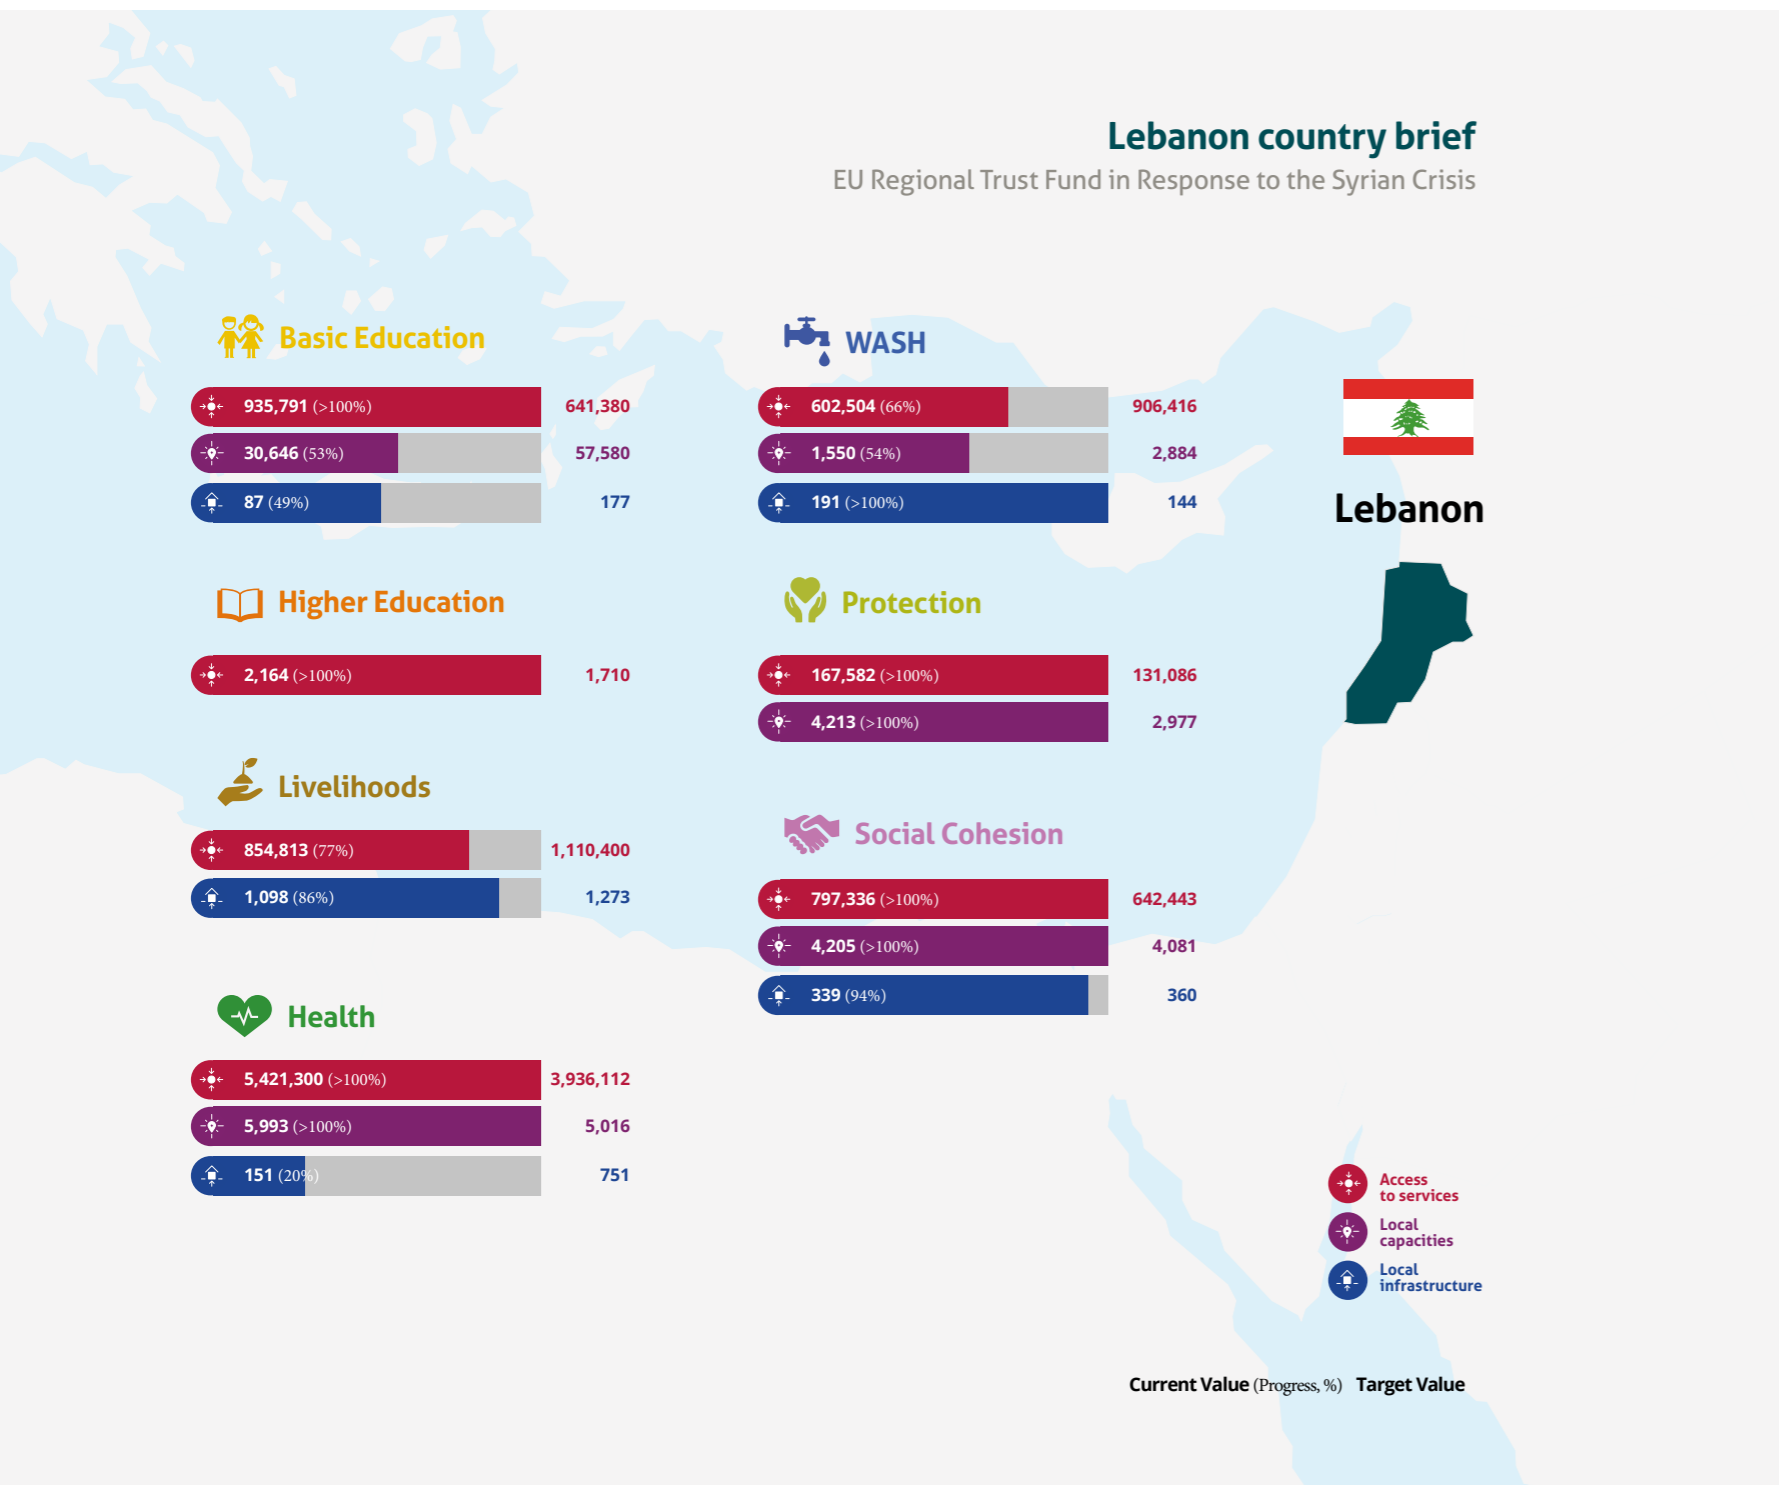 Lebanon country brief
EU Regional Trust Fund in Response to the Syrian Crisis
Basic Education
935,791 (>100%) 641,380
30,646 (53%) 57,580
87 (49%) 177
Higher Education
2,164 (>100%) 1,710
Livelihoods
854,813 (77%) 1,110,400
1,098 (86%) 1,273
Health
5,421,300 (>100%) 3,936,112
5,993 (>100%) 5,016
151 (20%) 751
WASH
602,504 (66%) 906,416
1,550 (54%) 2,884
191 (>100%) 144
Protection
167,582 (>100%) 131,086
4,213 (>100%) 2,977
Social Cohesion
797,336 (>100%) 642,443
4,205 (>100%) 4,081
339 (94%) 360
Lebanon
Access
to services
Local
capacities
Local
infrastructure
Current Value (Progress, %) Target Value